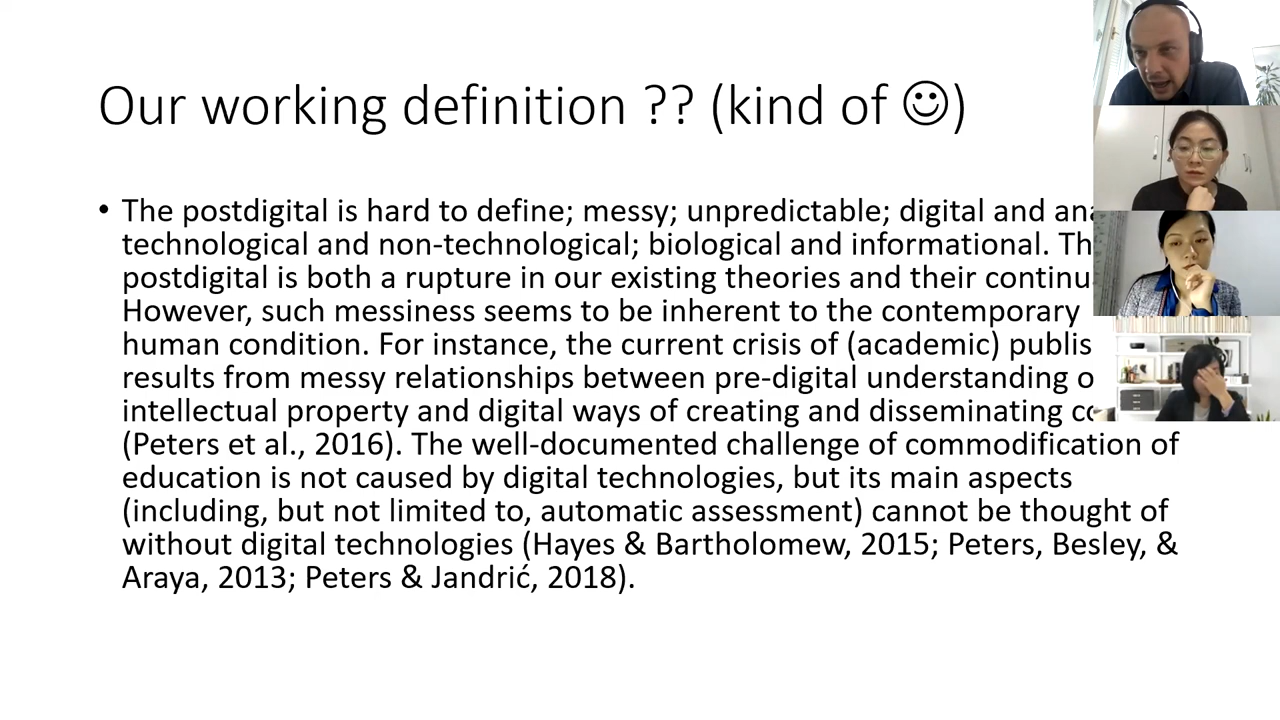 Our working definition ?? (kind of ☺)
• The postdigital is hard to define; messy; unpredictable; digital and
technological and non-technological; biological and informational.
postdigital is both a rupture in our existing theories and their
However, such messiness seems to be inherent to the contemporary
human condition. For instance, the current crisis of (academic)
results from messy relationships between pre-digital understanding
intellectual property and digital ways of creating and disseminating
(Peters et al., 2016). The well-documented challenge of commodification of
education is not caused by digital technologies, but its main aspects
(including, but not limited to, automatic assessment) cannot be thought of
without digital technologies (Hayes & Bartholomew, 2015; Peters, Besley, &
Araya, 2013; Peters & Jandrić, 2018).